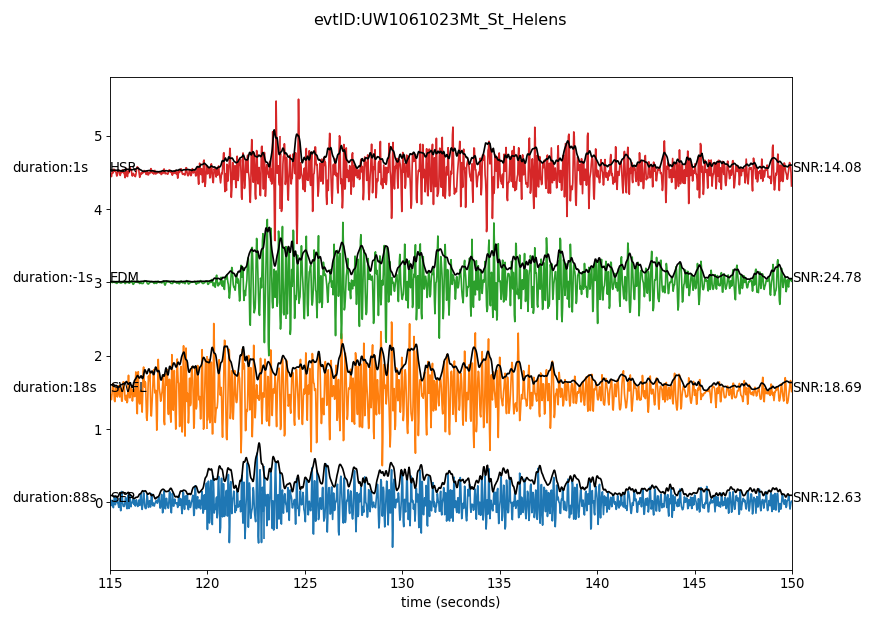 evtID:UW1061023Mt_St_Helens
5
duration:1s HSR SNR:14.08
4
duration:-1s 3 EDM SNR:24.78
2
duration:18s SWFL SNR:18.69
1
duration:88s 0 SEP SNR:12.63
115 120 125 130 135 140 145 150
time (seconds)